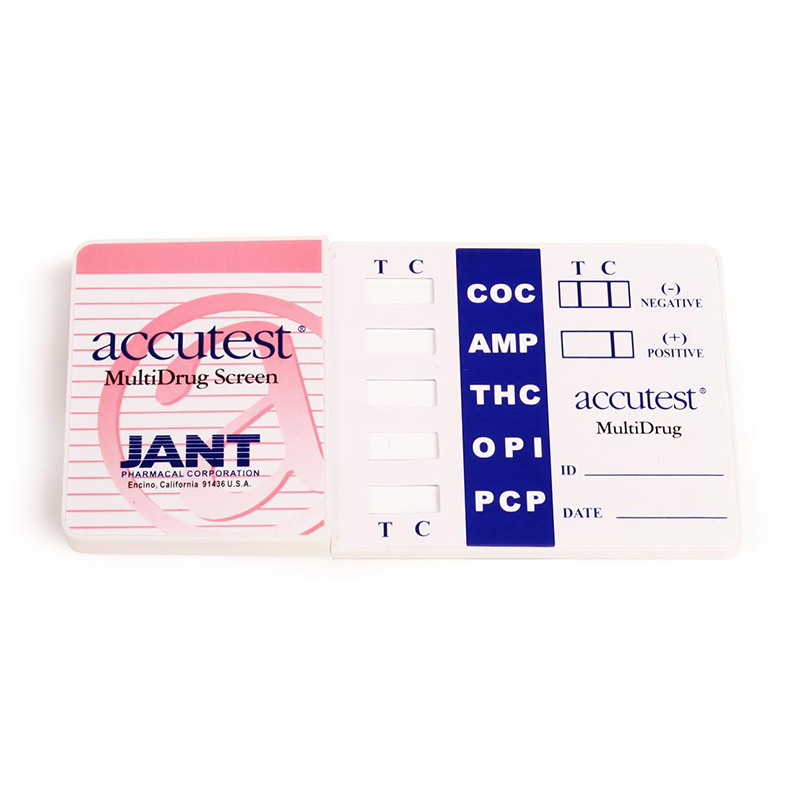 accutest®
MultiDrug Screen
JANT
PHARMACAL CORPORATION
Encino, California 91436 U.S.A.
T C
T C
COC
AMP
THC
OPI
PCP
T C
(-)
NEGATIVE
(+)
POSITIVE
accutest®
MultiDrug
ID
DATE